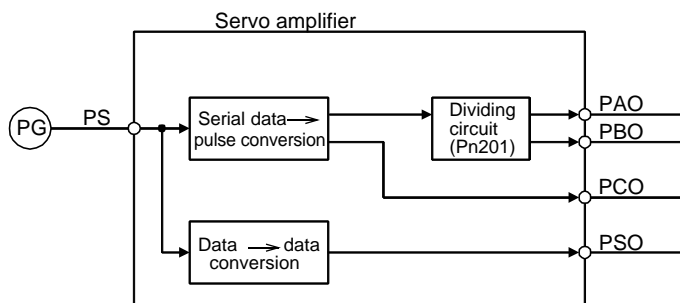 Servo amplifier
PG
PS
Serial data →
pulse conversion
Dividing
circuit
(Pn201)
PAO
PBO
PCO
Data → data
conversion
PSO